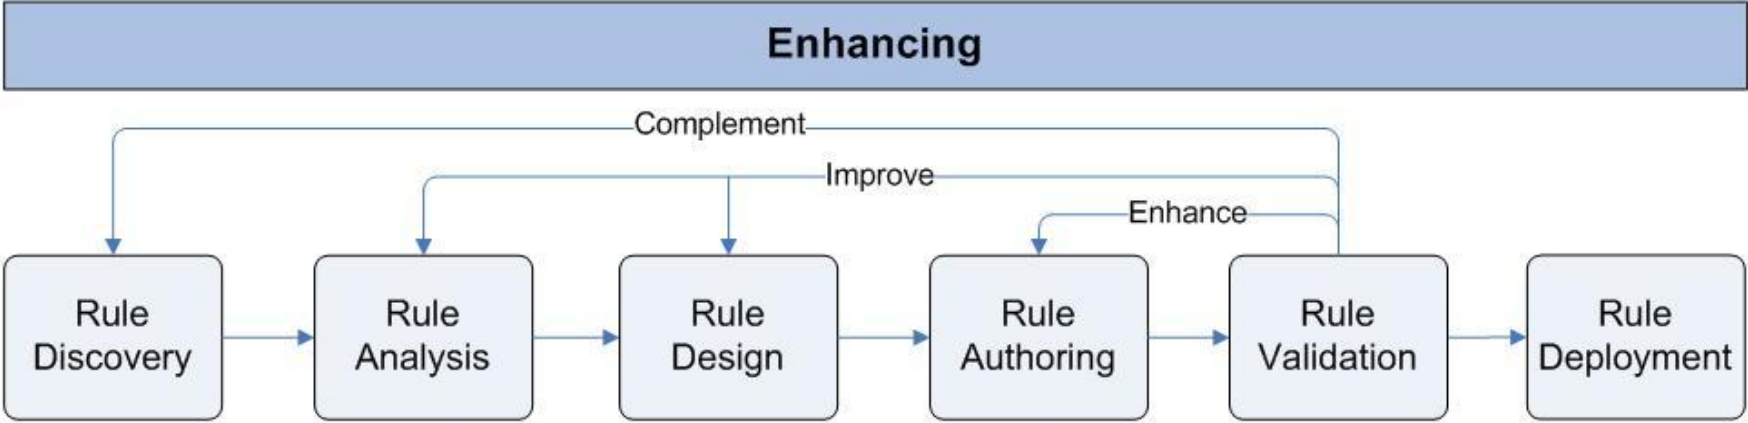 Enhancing
Complement
Improve
Enhance
Rule
Discovery
Rule
Analysis
Rule
Design
Rule
Authoring
Rule
Validation
Rule
Deployment